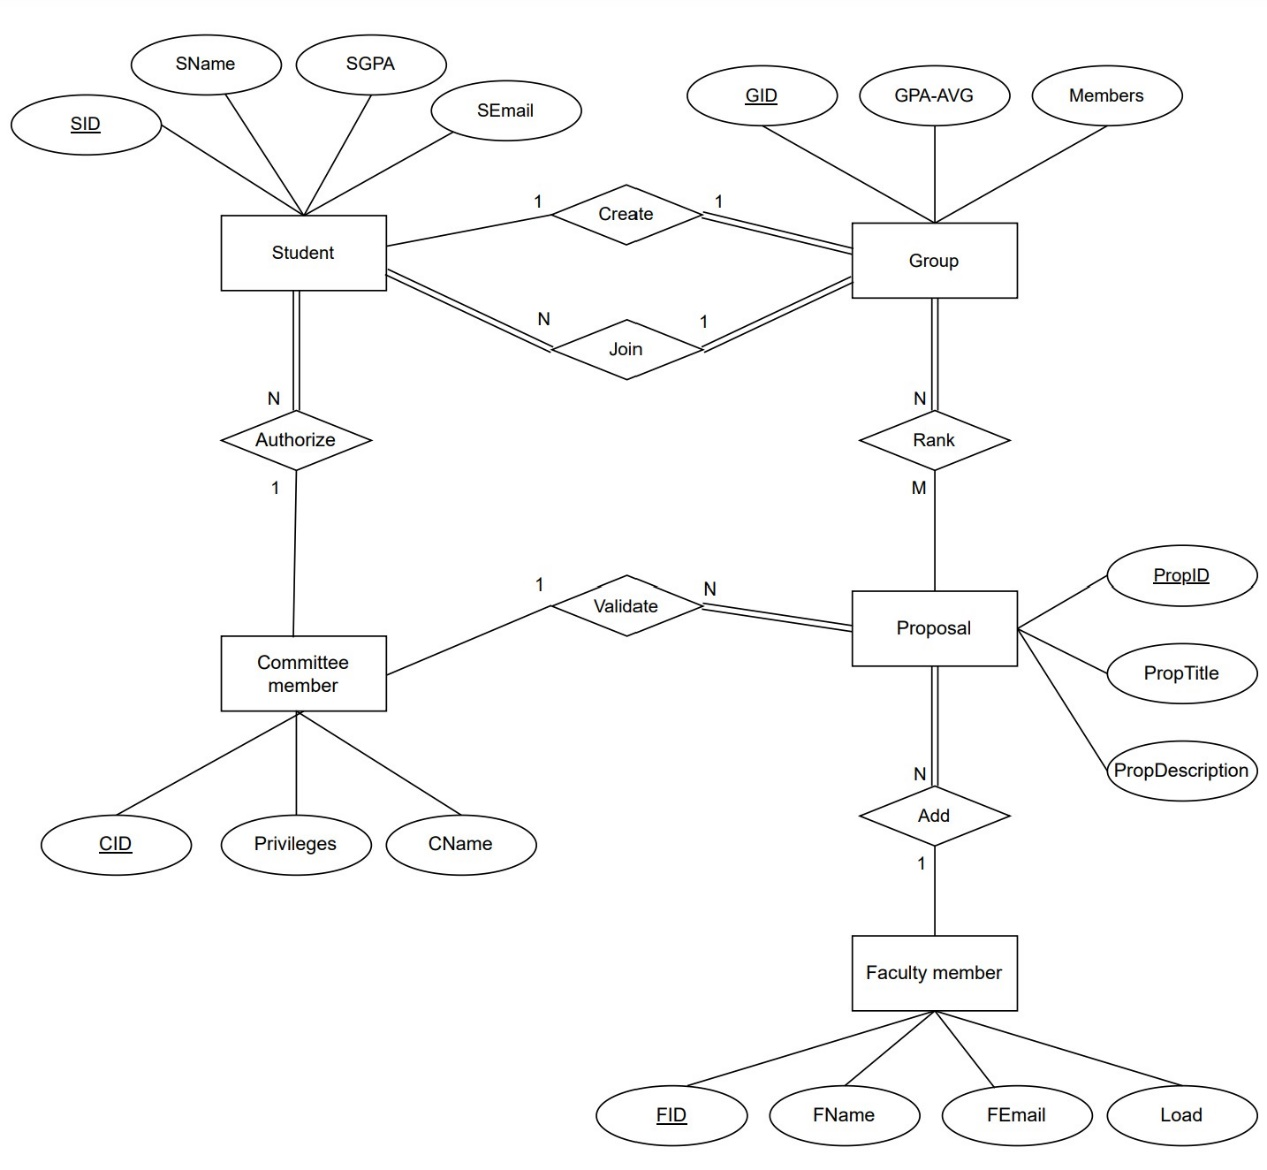 SName
SGPA
SEmail
SID
GID
GPA-AVG
Members
1
Create
1
Student
Group
N
Join
1
N
Authorize
1
N
Rank
M
1
Validate
N
Proposal
PropID
PropTitle
PropDescription
Committee
member
CID
Privileges
CName
N
Add
1
Faculty member
FID
FName
FEmail
Load